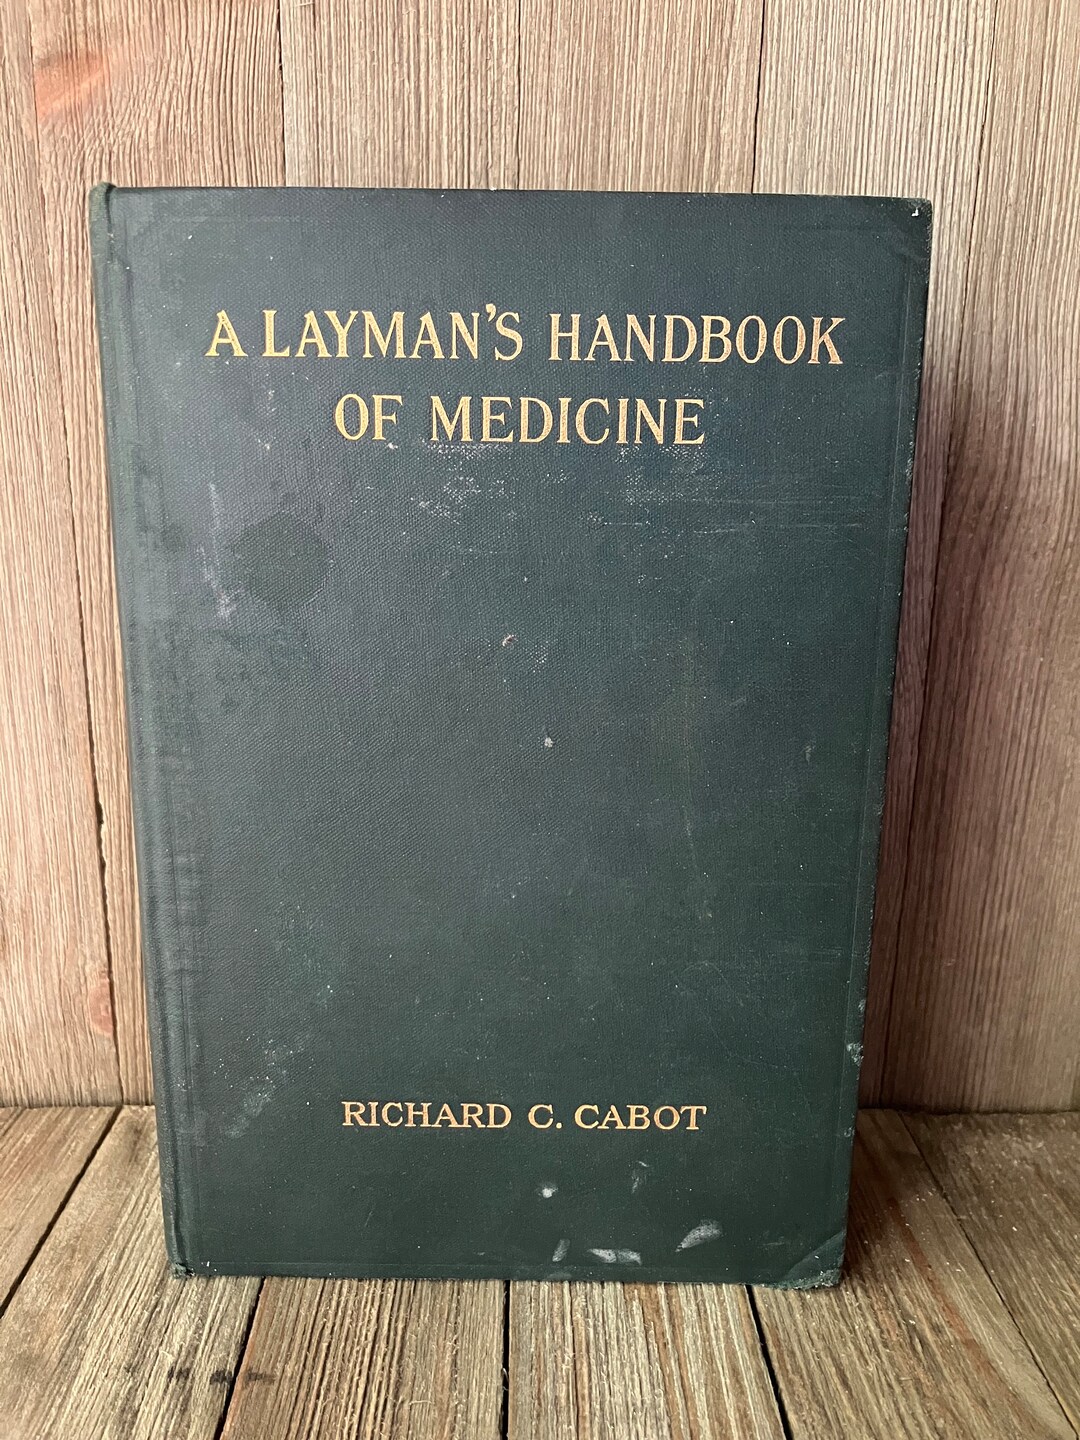 A LAYMAN'S HANDBOOK
OF MEDICINE
RICHARD C. CABOT